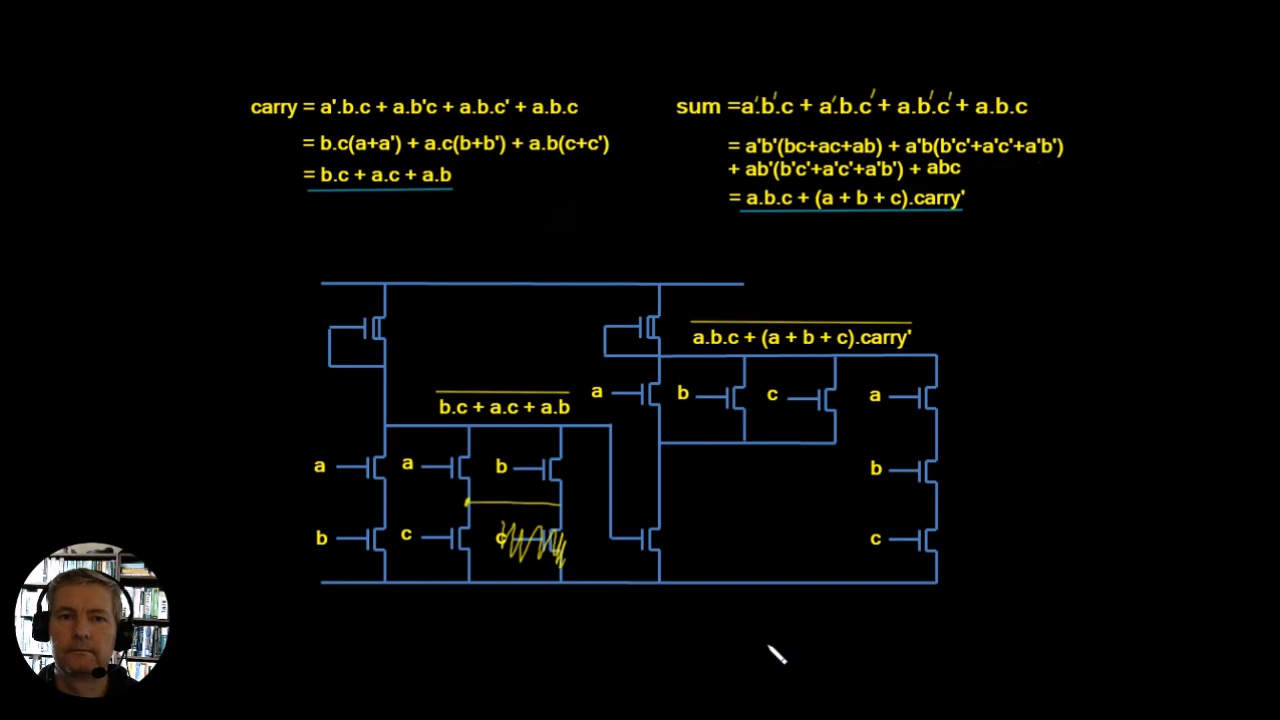 carry = a'.b.c + a.b'c + a.b.c' + a.b.c
= b.c(a+a') + a.c(b+b') + a.b(c+c')
= b.c + a.c + a.b
sum =a'.b'.c + a'.b.c' + a.b'.c' + a.b.c
= a'b'(bc+ac+ab) + a'b(b'c'+a'c'+a'b')
+ ab'(b'c'+a'c'+a'b') + abc
= a.b.c + (a + b + c).carry'
a.b.c + (a + b + c).carry'
a
b
c
a
b.c + a.c + a.b
a
a
b
b
b
c
c
c